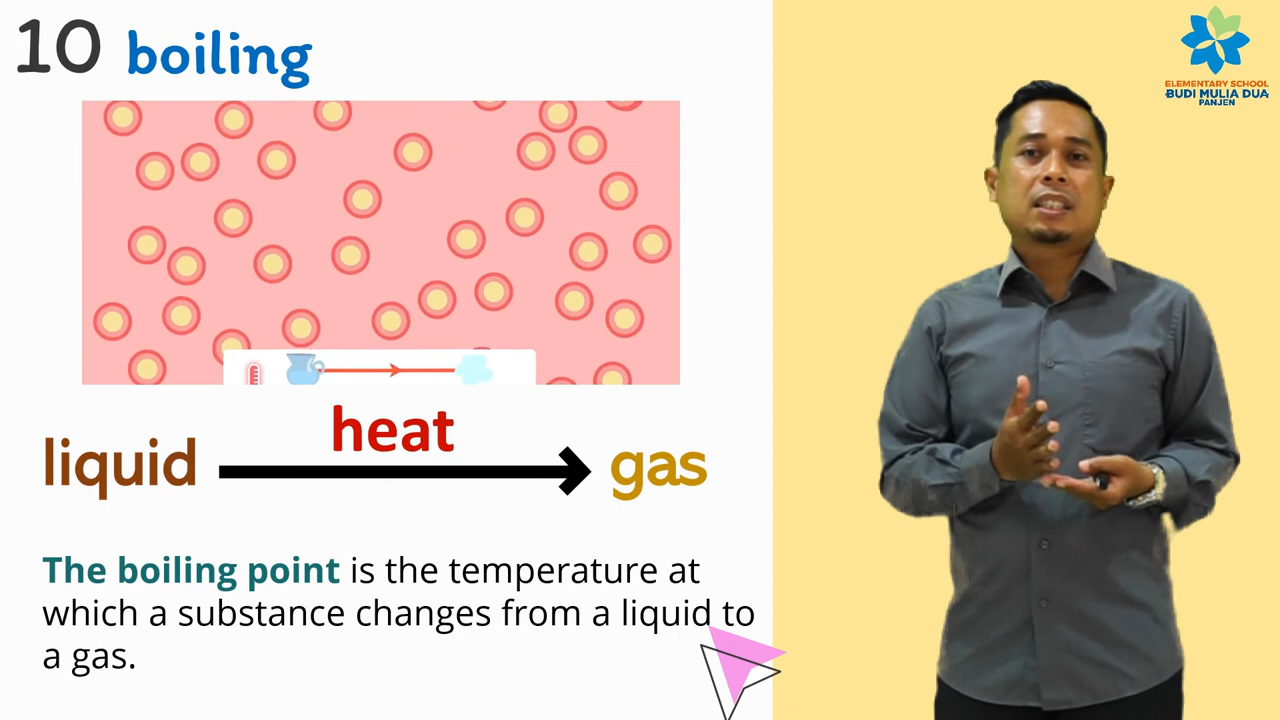 10 boiling
ELEMENTARY SCHOOL
BUDI MULIA DUA
PANJEN
heat
liquid
gas
The boiling point is the temperature at
which a substance changes from a liquid to
a gas.